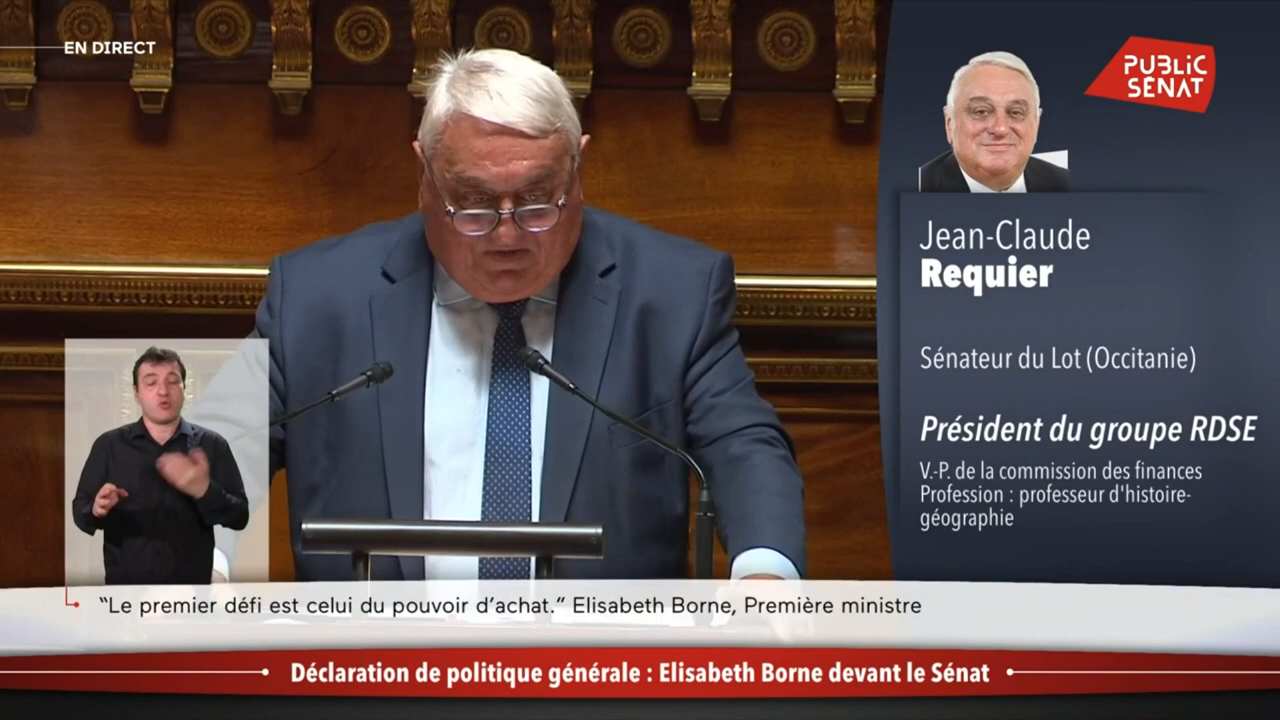 EN DIRECT
PUBLIC
SÉNAT
Jean-Claude
Requier
Sénateur du Lot (Occitanie)
Président du groupe RDSE
V.-P. de la commission des finances
Profession : professeur d'histoire-
géographie
“Le premier défi est celui du pouvoir d’achat.” Elisabeth Borne, Première ministre
Déclaration de politique générale : Elisabeth Borne devant le Sénat